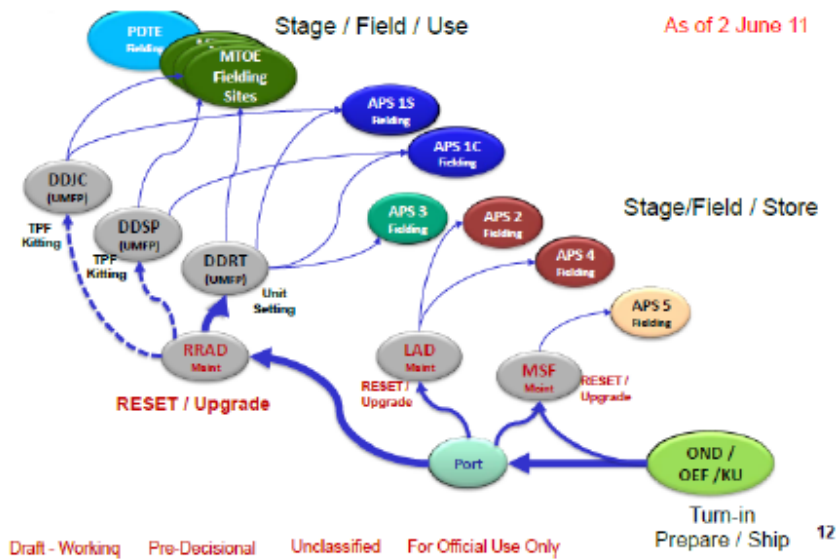 Stage / Field / Use
As of 2 June 11
PDTE
Fielding
MTOE
Fielding
Sites
APS 1S
Fielding
APS 1C
Fielding
DDJC
(UMFP)
TPF
Kitting
DDSP
(UMFP)
TPF
Kitting
DDRT
(UMFP)
Unit
Setting
APS 3
Fielding
APS 2
Fielding
APS 4
Fielding
Stage/Field / Store
APS 5
Fielding
RRAD
Maint
RESET / Upgrade
LAD
Maint
RESET /
Upgrade
MSF
Maint
RESET /
Upgrade
Port
OND /
OEF /KU
Turn-in
Prepare / Ship
12
Draft - Working Pre-Decisional Unclassified For Official Use Only